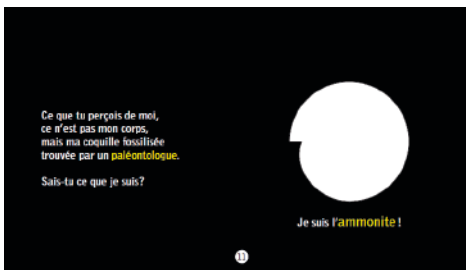 Ce que tu perçois de moi,
ce n'est pas mon corps,
mais ma coquille fossilisée
trouvée par un paléontologue.
Sais-tu ce que je suis?
Je suis l'ammonite !
11